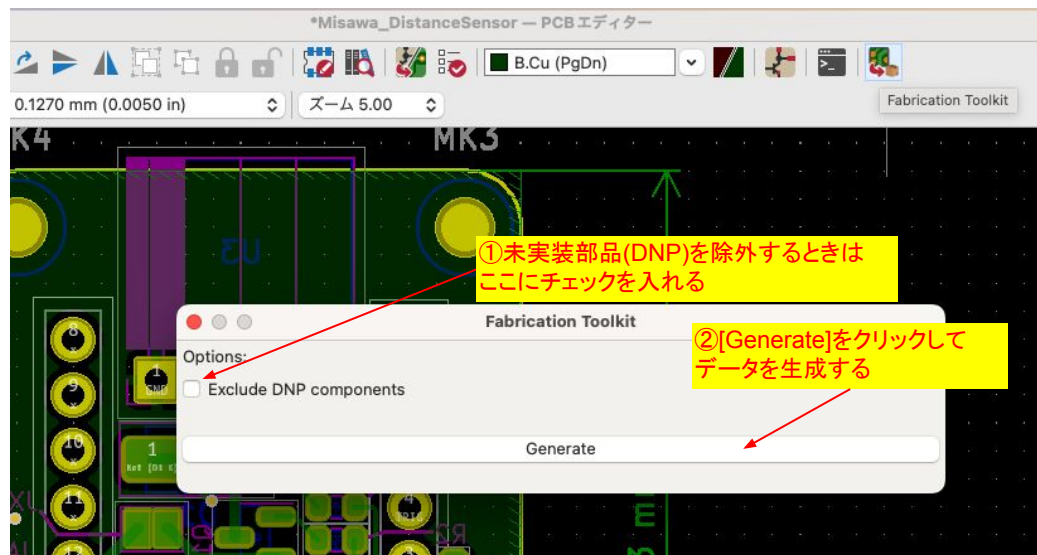 *Misawa_DistanceSensor — PCBエディター
B.Cu (PgDn)
0.1270 mm (0.0050 in)
ズーム 5.00
Fabrication Toolkit
K4
MK3
U3
①未実装部品(DNP)を除外するときは
ここにチェックを入れる
Fabrication Toolkit
②[Generate]をクリックして
データを生成する
Options:
Exclude DNP components
Generate
8
x
9
x
10
x
11
x
12
1
GND
1
4
TRIG
3
R2
m